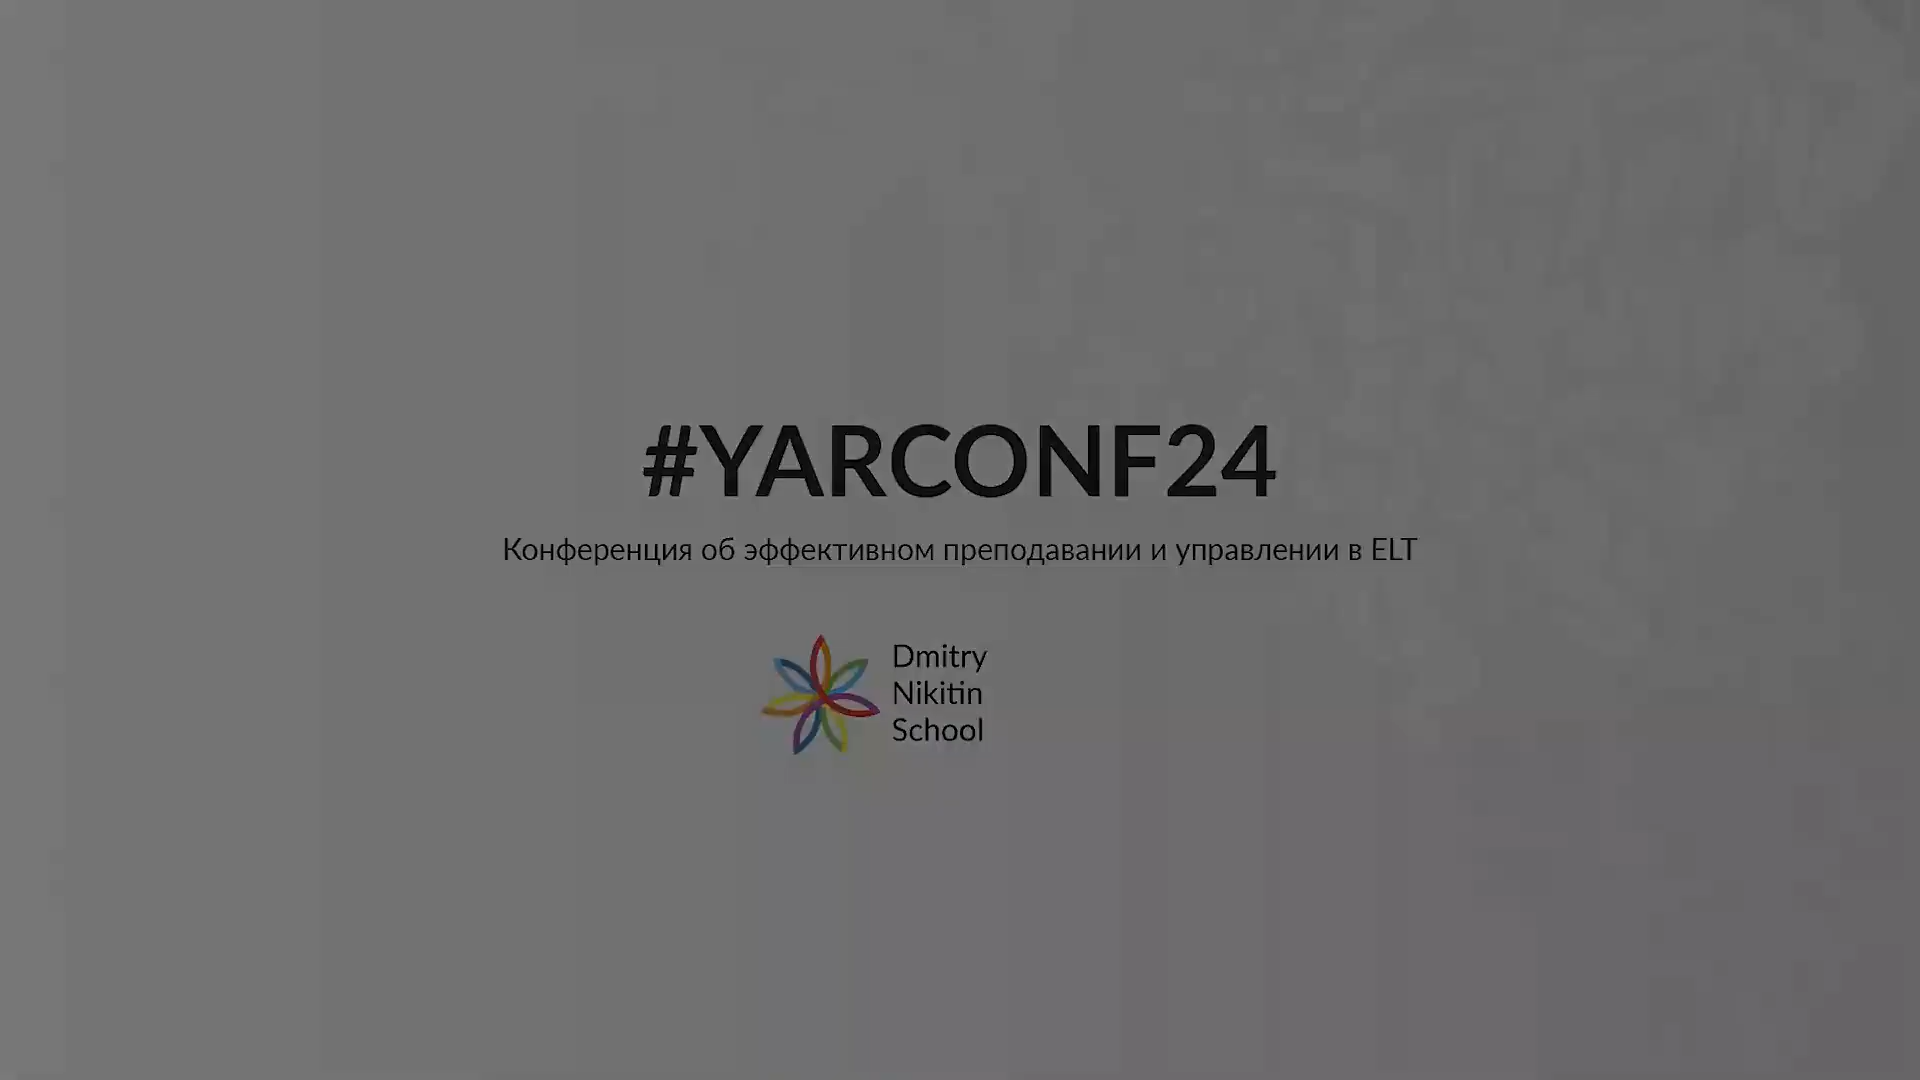 #YARCONF24
Конференция об эффективном преподавании и управлении в ELT
Dmitry
Nikitin
School